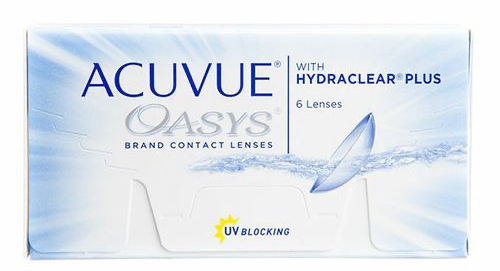 ACUVUE®
OASYS®
BRAND CONTACT LENSES
WITH
HYDRACLEAR® PLUS
6 Lenses
UV BLOCKING